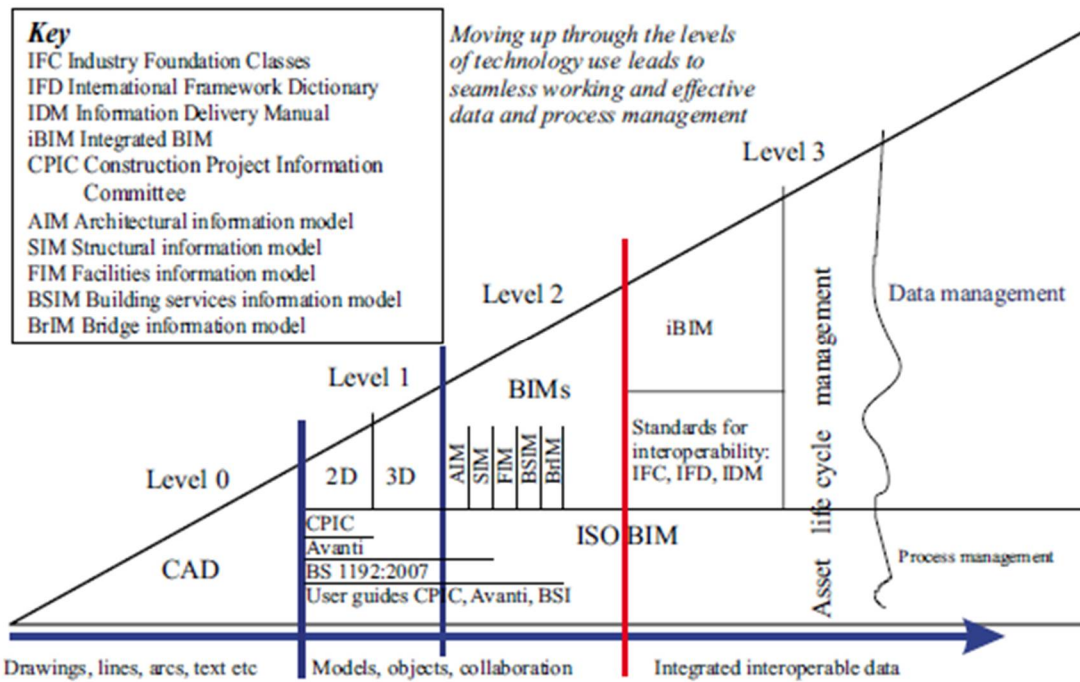 Key
IFC Industry Foundation Classes
IFD International Framework Dictionary
IDM Information Delivery Manual
iBIM Integrated BIM
CPIC Construction Project Information
Committee
AIM Architectural information model
SIM Structural information model
FIM Facilities information model
BSIM Building services information model
BrIM Bridge information model
Moving up through the levels
of technology use leads to
seamless working and effective
data and process management
Level 3
Level 2
Level 1
Level 0
Data management
iBIM
BIMs
Standards for
interoperability:
IFC, IFD, IDM
2D
3D
AIM
SIM
FIM
BSIM
BrIM
CAD
CPIC
Avanti
BS 1192:2007
User guides CPIC, Avanti, BSI
ISO BIM
Asset life cycle management
Process management
Drawings, lines, arcs, text etc
Models, objects, collaboration
Integrated interoperable data